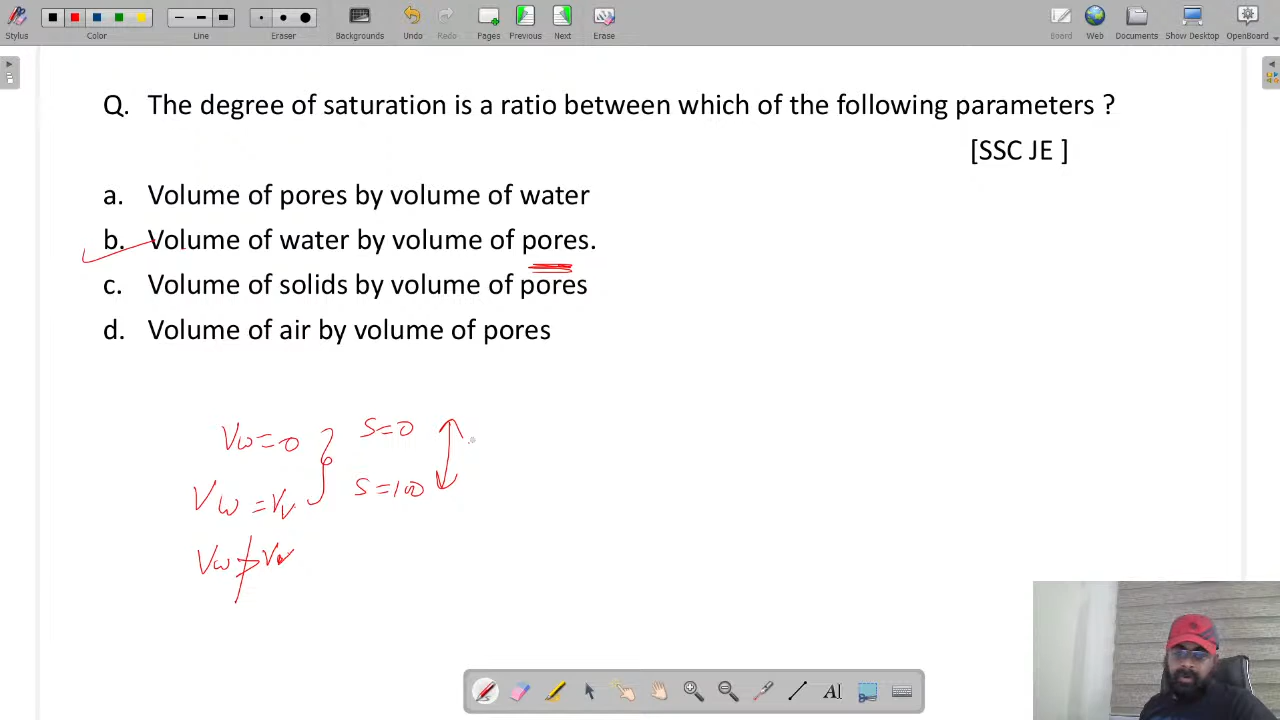 Stylus Color Line Eraser Backgrounds Undo Redo Pages Previous Next Erase Board Web Documents Show Desktop OpenBoard
Q. The degree of saturation is a ratio between which of the following parameters ?
[SSC JE ]
a. Volume of pores by volume of water
b. Volume of water by volume of pores.
c. Volume of solids by volume of pores
d. Volume of air by volume of pores
Vw=0 S=0
Vw=Vv S=100
Vw≯Vv
AI